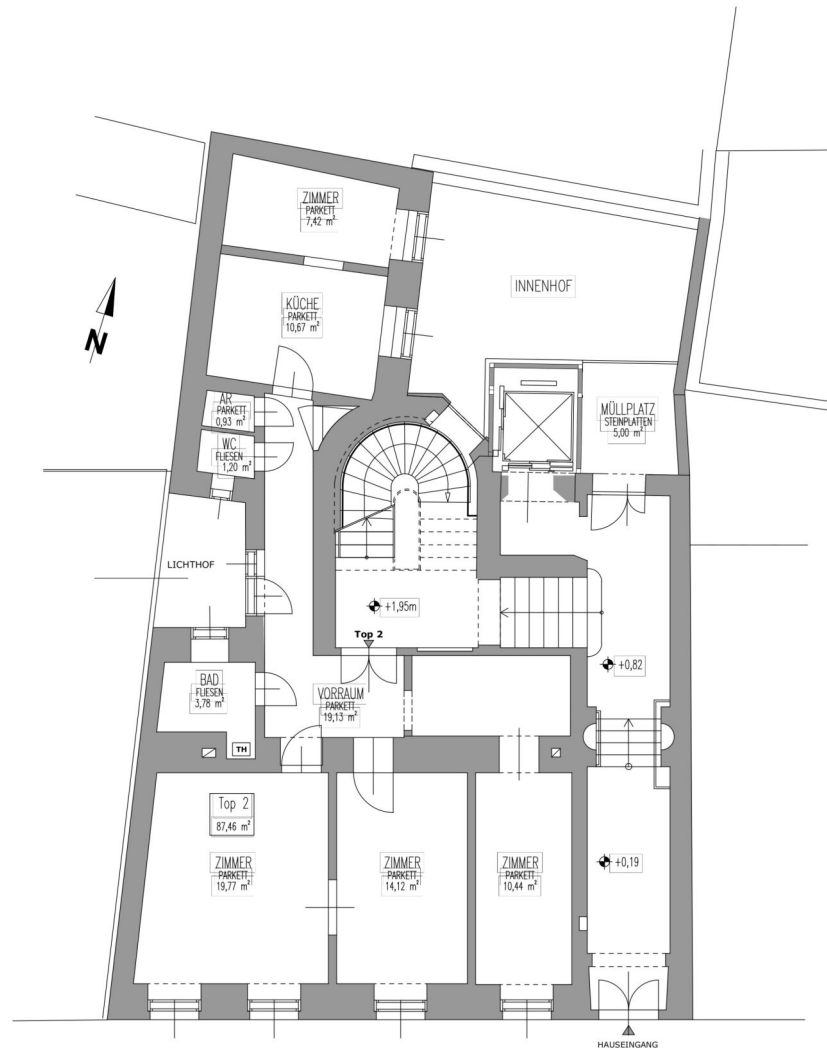 ZIMMER
PARKETT
7,42 m²
INNENHOF
KÜCHE
PARKETT
10,67 m²
N
AR
PARKETT
0,93 m²
MÜLLPLATZ
STEINPLATTEN
5,00 m²
WC
FLIESEN
1,20 m²
LICHTHOF
+1,95m
Top 2
+0,82
BAD
FLIESEN
3,78 m²
VORRAUM
PARKETT
19,13 m²
TH
Top 2
87,46 m²
ZIMMER
PARKETT
19,77 m²
ZIMMER
PARKETT
14,12 m²
ZIMMER
PARKETT
10,44 m²
+0,19
HAUSEINGANG